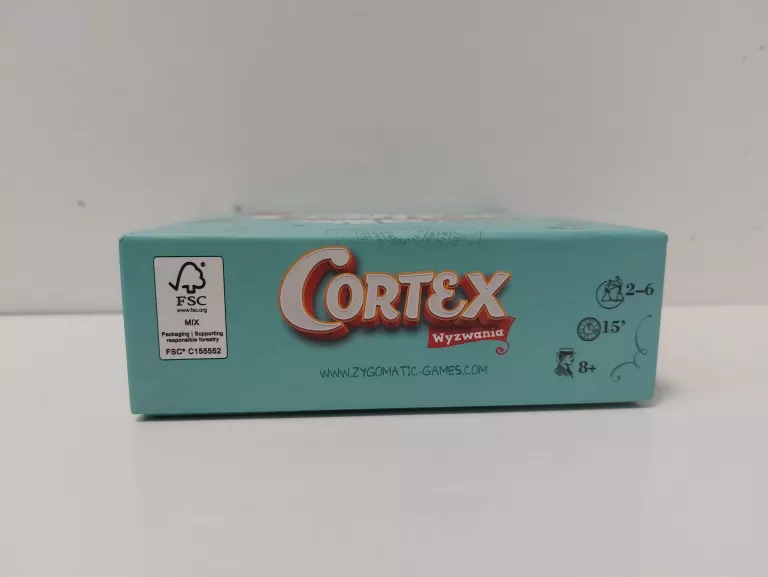 FSC
www.fsc.org
MIX
Packaging | Supporting
responsible forestry
FSC® C155552
CORTEX
Wyzwania
WWW.ZYGOMATIC-GAMES.COM
2–6
15’
8+